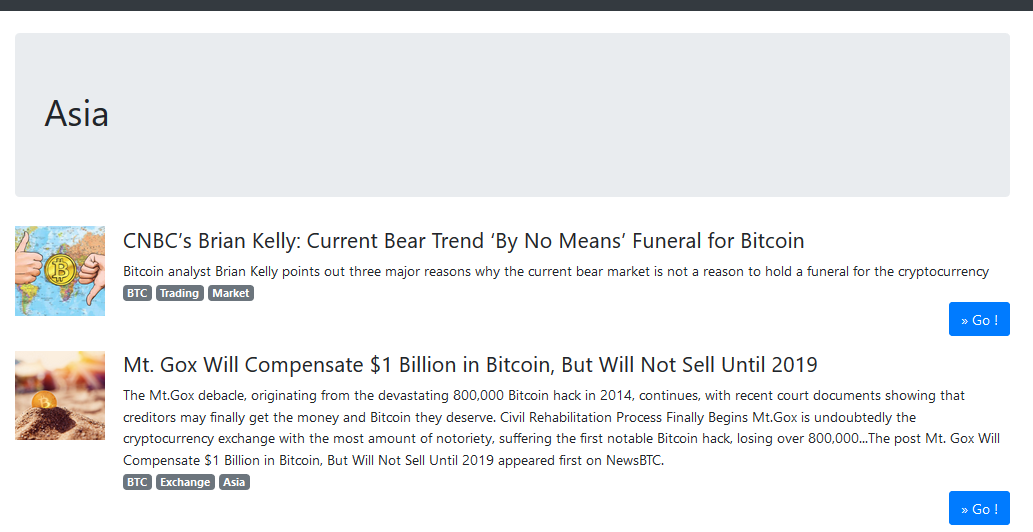 Asia
CNBC’s Brian Kelly: Current Bear Trend ‘By No Means’ Funeral for Bitcoin
Bitcoin analyst Brian Kelly points out three major reasons why the current bear market is not a reason to hold a funeral for the cryptocurrency
BTC Trading Market
» Go !
Mt. Gox Will Compensate $1 Billion in Bitcoin, But Will Not Sell Until 2019
The Mt.Gox debacle, originating from the devastating 800,000 Bitcoin hack in 2014, continues, with recent court documents showing that
creditors may finally get the money and Bitcoin they deserve. Civil Rehabilitation Process Finally Begins Mt.Gox is undoubtedly the
cryptocurrency exchange with the most amount of notoriety, suffering the first notable Bitcoin hack, losing over 800,000...The post Mt. Gox Will
Compensate $1 Billion in Bitcoin, But Will Not Sell Until 2019 appeared first on NewsBTC.
BTC Exchange Asia
» Go !